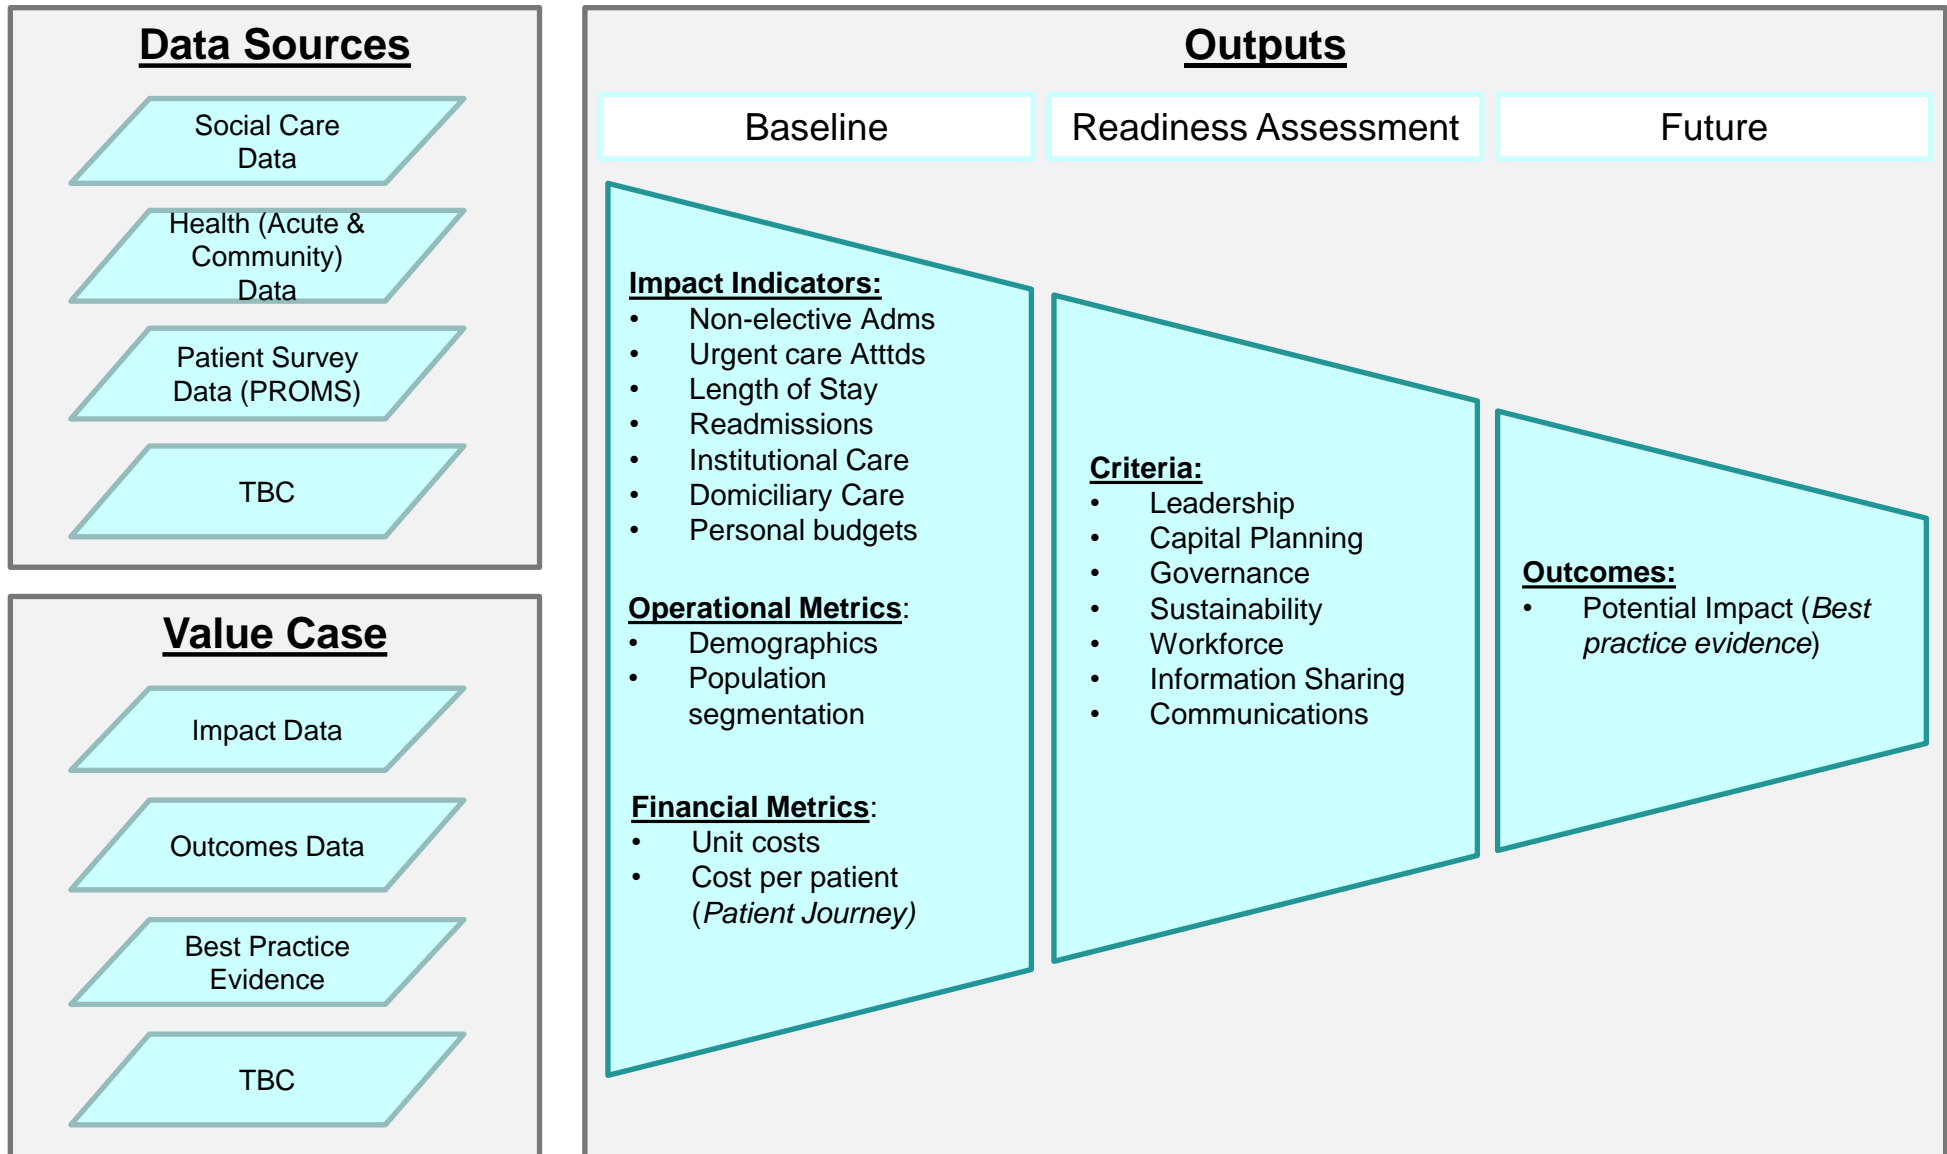 Data Sources
Social Care
Data
Health (Acute &
Community)
Data
Patient Survey
Data (PROMS)
TBC
Value Case
Impact Data
Outcomes Data
Best Practice
Evidence
TBC
Outputs
Baseline
Readiness Assessment
Future
Impact Indicators:
• Non-elective Adms
• Urgent care Atttds
• Length of Stay
• Readmissions
• Institutional Care
• Domiciliary Care
• Personal budgets
Operational Metrics:
• Demographics
• Population
segmentation
Financial Metrics:
• Unit costs
• Cost per patient
(Patient Journey)
Criteria:
• Leadership
• Capital Planning
• Governance
• Sustainability
• Workforce
• Information Sharing
• Communications
Outcomes:
• Potential Impact (Best
practice evidence)